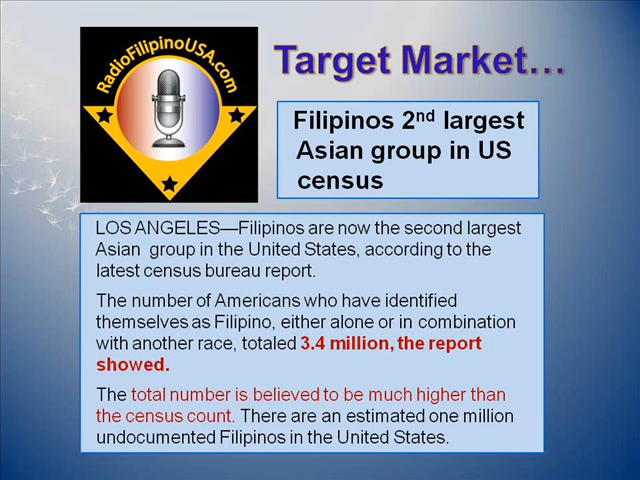 RadioFilipinoUSA.com
Target Market...
Filipinos 2nd largest
Asian group in US
census
LOS ANGELES—Filipinos are now the second largest
Asian group in the United States, according to the
latest census bureau report.
The number of Americans who have identified
themselves as Filipino, either alone or in combination
with another race, totaled 3.4 million, the report
showed.
The total number is believed to be much higher than
the census count. There are an estimated one million
undocumented Filipinos in the United States.